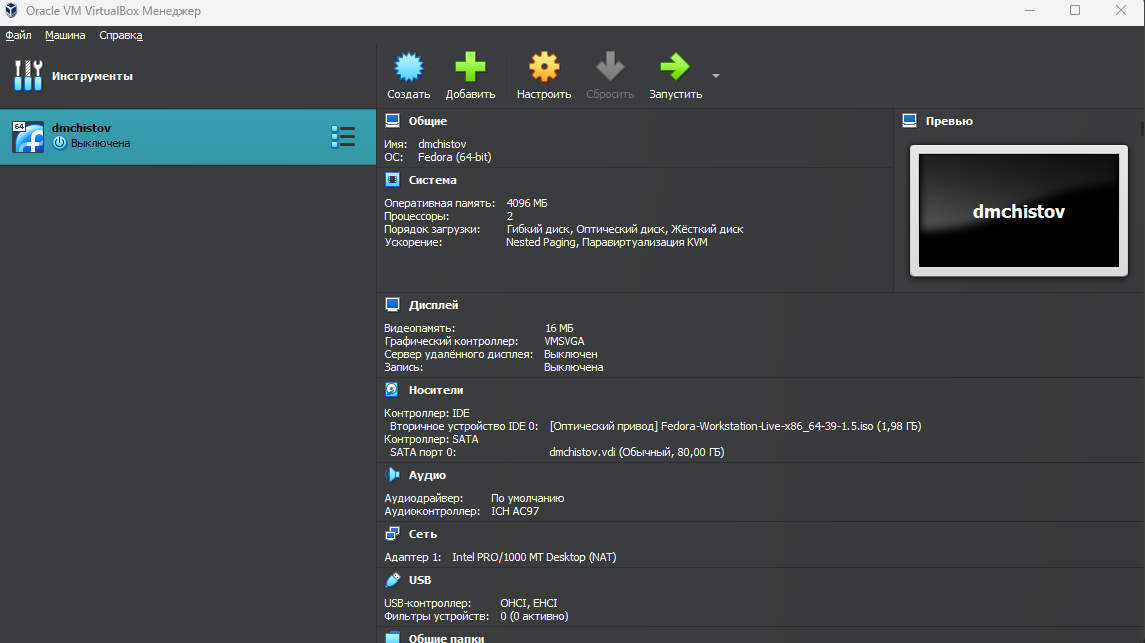 Oracle VM VirtualBox Менеджер
Файл Машина Справка
Инструменты
Создать Добавить Настроить Сбросить Запустить
64
dmchistov
Выключена
Общие
Имя: dmchistov
ОС: Fedora (64-bit)
Превью
dmchistov
Система
Оперативная память: 4096 МБ
Процессоры: 2
Порядок загрузки: Гибкий диск, Оптический диск, Жёсткий диск
Ускорение: Nested Paging, Паравиртуализация KVM
Дисплей
Видеопамять: 16 МБ
Графический контроллер: VMSVGA
Сервер удалённого дисплея: Выключен
Запись: Выключена
Носители
Контроллер: IDE
Вторичное устройство IDE 0: [Оптический привод] Fedora-Workstation-Live-x86_64-39-1.5.iso (1,98 ГБ)
Контроллер: SATA
SATA порт 0: dmchistov.vdi (Обычный, 80,00 ГБ)
Аудио
Аудиодрайвер: По умолчанию
Аудиоконтроллер: ICH AC97
Сеть
Адаптер 1: Intel PRO/1000 MT Desktop (NAT)
USB
USB-контроллер: OHCI, EHCI
Фильтры устройств: 0 (0 активно)
Общие папки